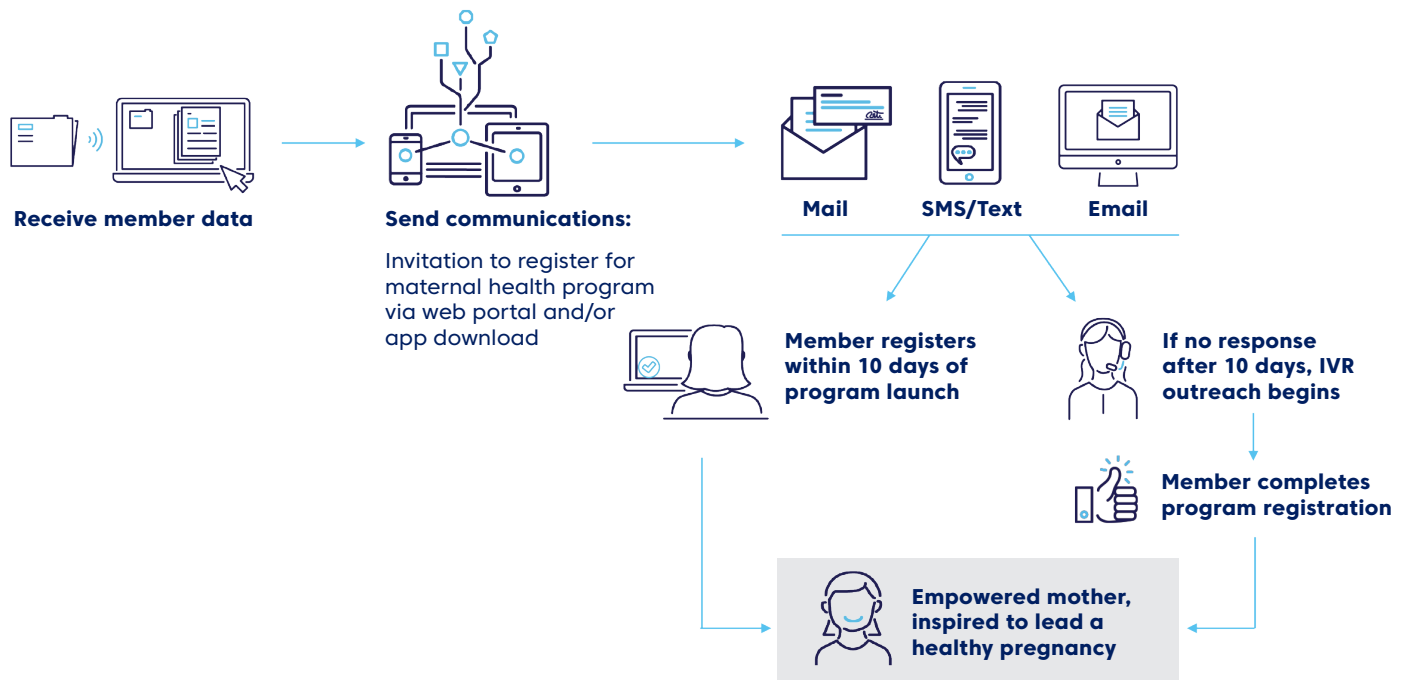 Receive member data
Send communications:
Invitation to register for
maternal health program
via web portal and/or
app download
Mail
SMS/Text
Email
Member registers
within 10 days of
program launch
If no response
after 10 days, IVR
outreach begins
Member completes
program registration
Empowered mother,
inspired to lead a
healthy pregnancy